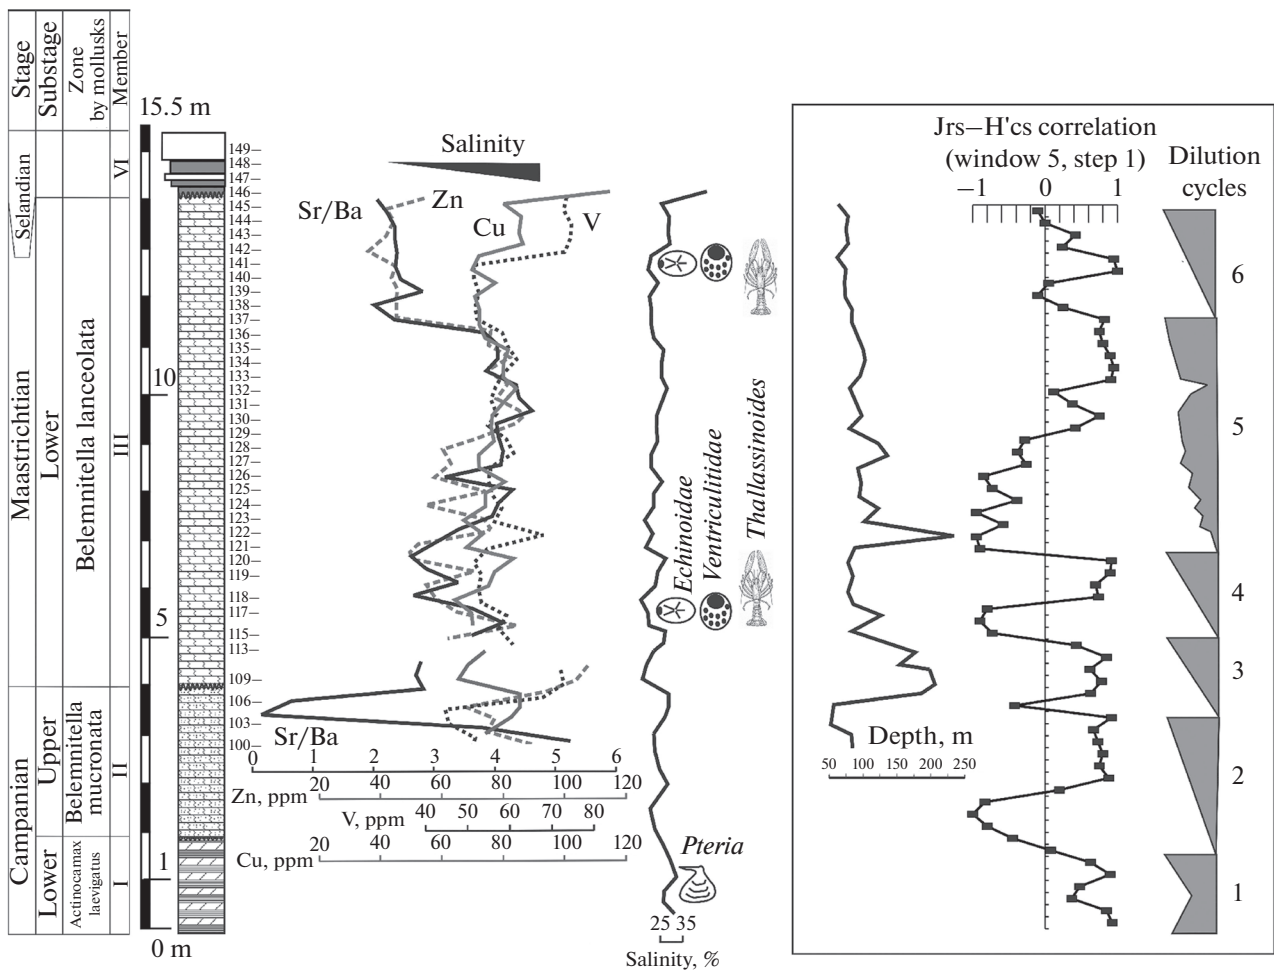 Stage
Substage
Zone
by mollusks
Member
15.5 m
Selandian
Maastrichtian
Campanian
Lower
Upper
Lower
Belemnitella lanceolata
Belemnitella
mucronata
Actinocamax
laevigatus
VI
III
II
I
10
5
1
0 m
149
148
147
146
144
143
142
141
140
139
138
137
136
135
134
133
132
131
130
129
128
127
126
125
124
123
122
121
120
119
118
117
115
113
109
106
103
100
Salinity
Sr/Ba
Zn
Cu
V
Sr/Ba
0 1 2 3 4 5 6
20 40 60 80 100 120
Zn, ppm
V, ppm
40 50 60 70 80
20 40 60 80 100 120
Cu, ppm
Echinoidae
Ventriculitidae
Thallassinoides
Pteria
25 35
Salinity, %
Jrs–H'cs correlation
(window 5, step 1)
−1 0 1
Dilution
cycles
6
5
4
3
2
1
Depth, m
50 100 150 200 250